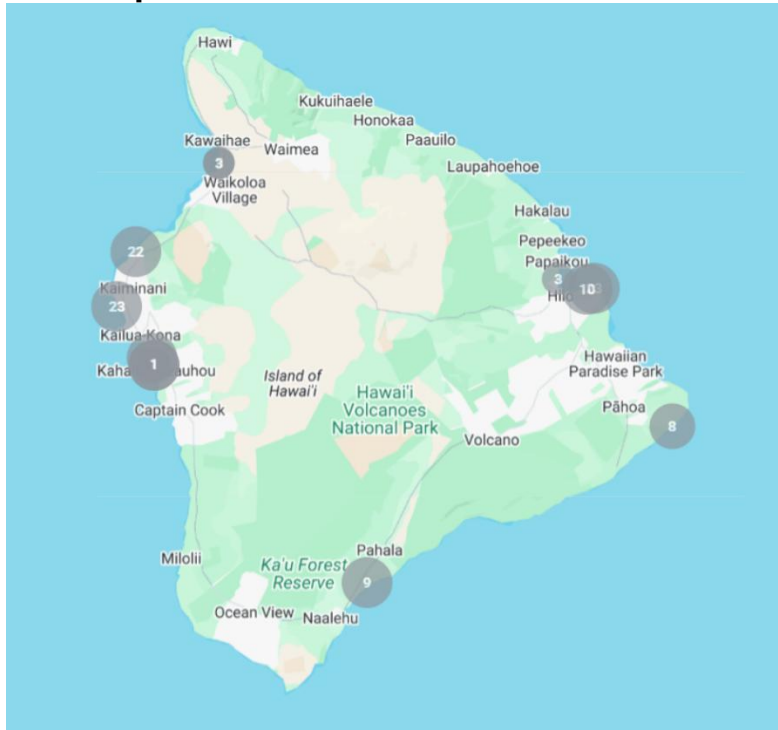 Hawi
Kukuihaele
Honokaa
Kawaihae
Waimea
Paauilo
3
Laupahoehoe
Waikoloa
Village
Hakalau
22
Pepeekeo
Papaikou
3
10
Kaiminani
23
Kailua-Kona
Hawaiian
Paradise Park
1
Island of
Hawai'i
Hawai'i
Volcanoes
National Park
Captain Cook
Pāhoa
8
Volcano
Pahala
Milolii
Ka'u Forest
Reserve
9
Ocean View
Naalehu